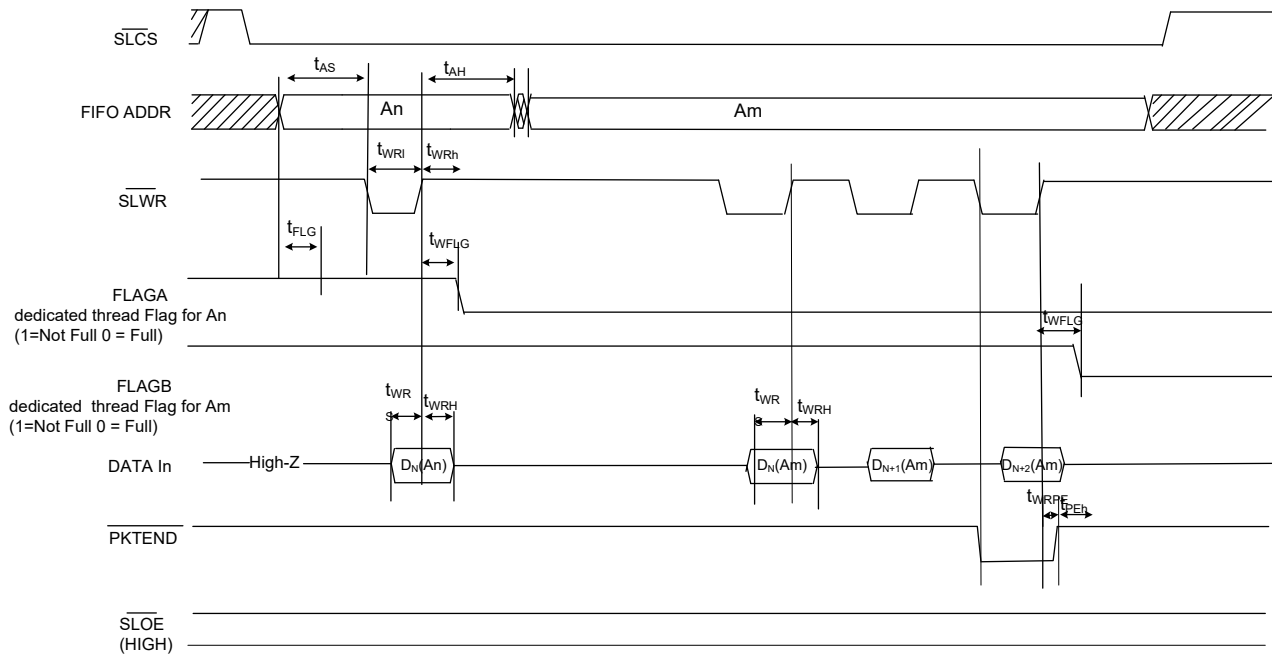 SLCS
tAS
tAH
FIFO ADDR
An
Am
tWRl
tWRh
SLWR
tFLG
tWFLG
FLAGA
dedicated thread Flag for An
(1=Not Full 0 = Full)
tWFLG
FLAGB
dedicated thread Flag for Am
(1=Not Full 0 = Full)
tWRS
tWRH
tWRS
tWRH
DATA In
High-Z
DN(An)
DN(Am)
DN+1(Am)
DN+2(Am)
tWRPE
tPEh
PKTEND
SLOE
(HIGH)